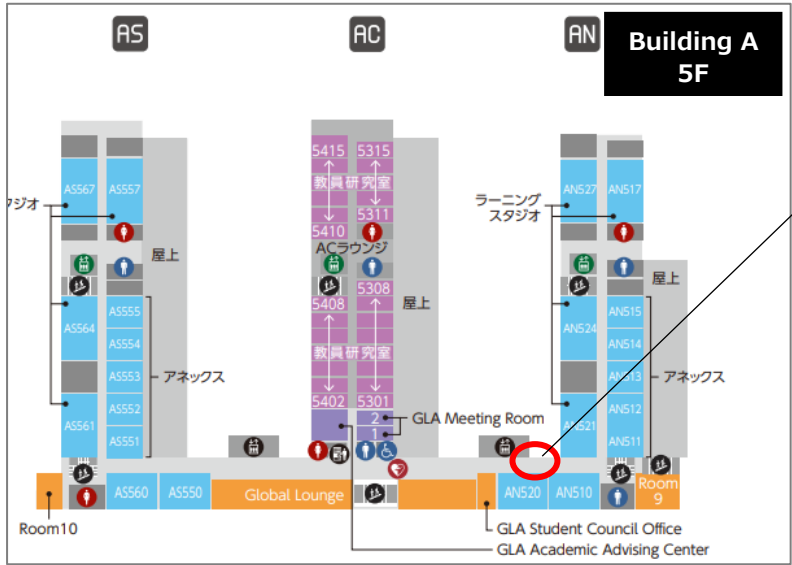 AS
AC
AN
Building A
5F
5415
5315
AS567
AS557
教員研究室
AN527
AN517
ラーニング
スタジオ
フジオ
5311
5410
ACラウンジ
屋上
屋上
5308
5408
屋上
AS564
AS555
AS554
AS553
アネックス
AS552
AS551
AS561
教員研究室
5402
5301
2
1
GLA Meeting Room
AN524
AN515
AN514
AN513
アネックス
AN512
AN511
AN521
AS560
AS550
Global Lounge
AN520
AN510
Room
9
Room10
GLA Student Council Office
GLA Academic Advising Center